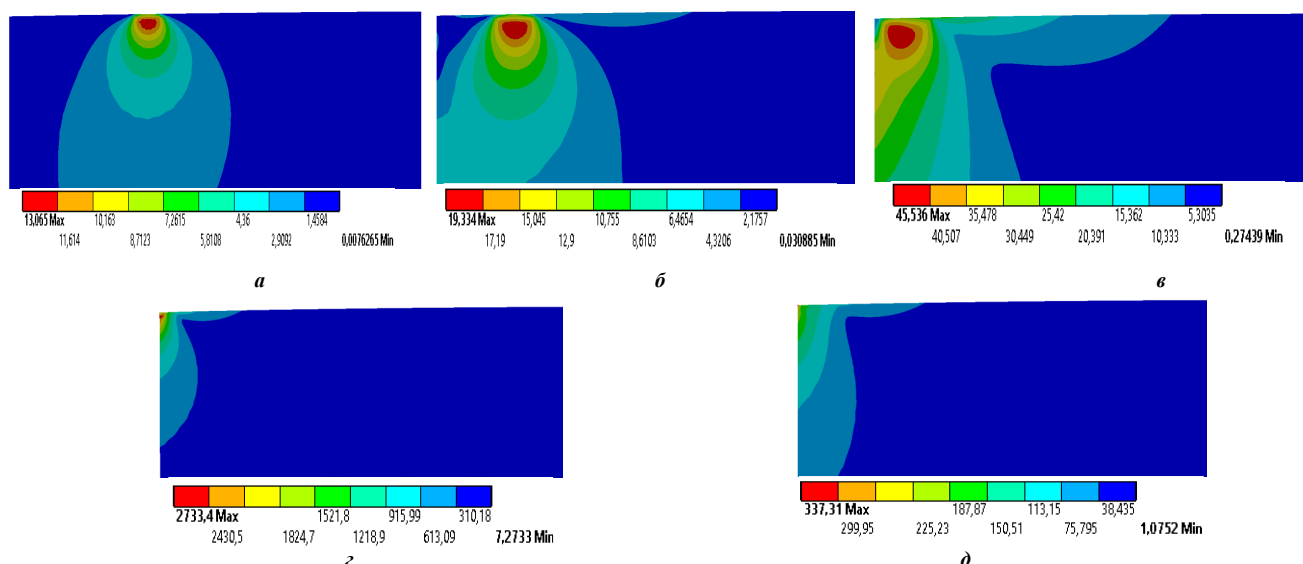 13,065 Max 10,163 7,2615 4,36 1,4584
11,614 8,7123 5,8108 2,9092 0,0076265 Min
а
19,334 Max 15,045 10,755 6,4654 2,1757
17,19 12,9 8,6103 4,3206 0,030885 Min
б
45,536 Max 35,478 25,42 15,362 5,3035
40,507 30,449 20,391 10,333 0,27439 Min
в
2733,4 Max 1521,8 915,99 310,18
2430,5 1824,7 1218,9 613,09 7,2733 Min
г
337,31 Max 187,87 113,15 38,435
299,95 225,23 150,51 75,795 1,0752 Min
д